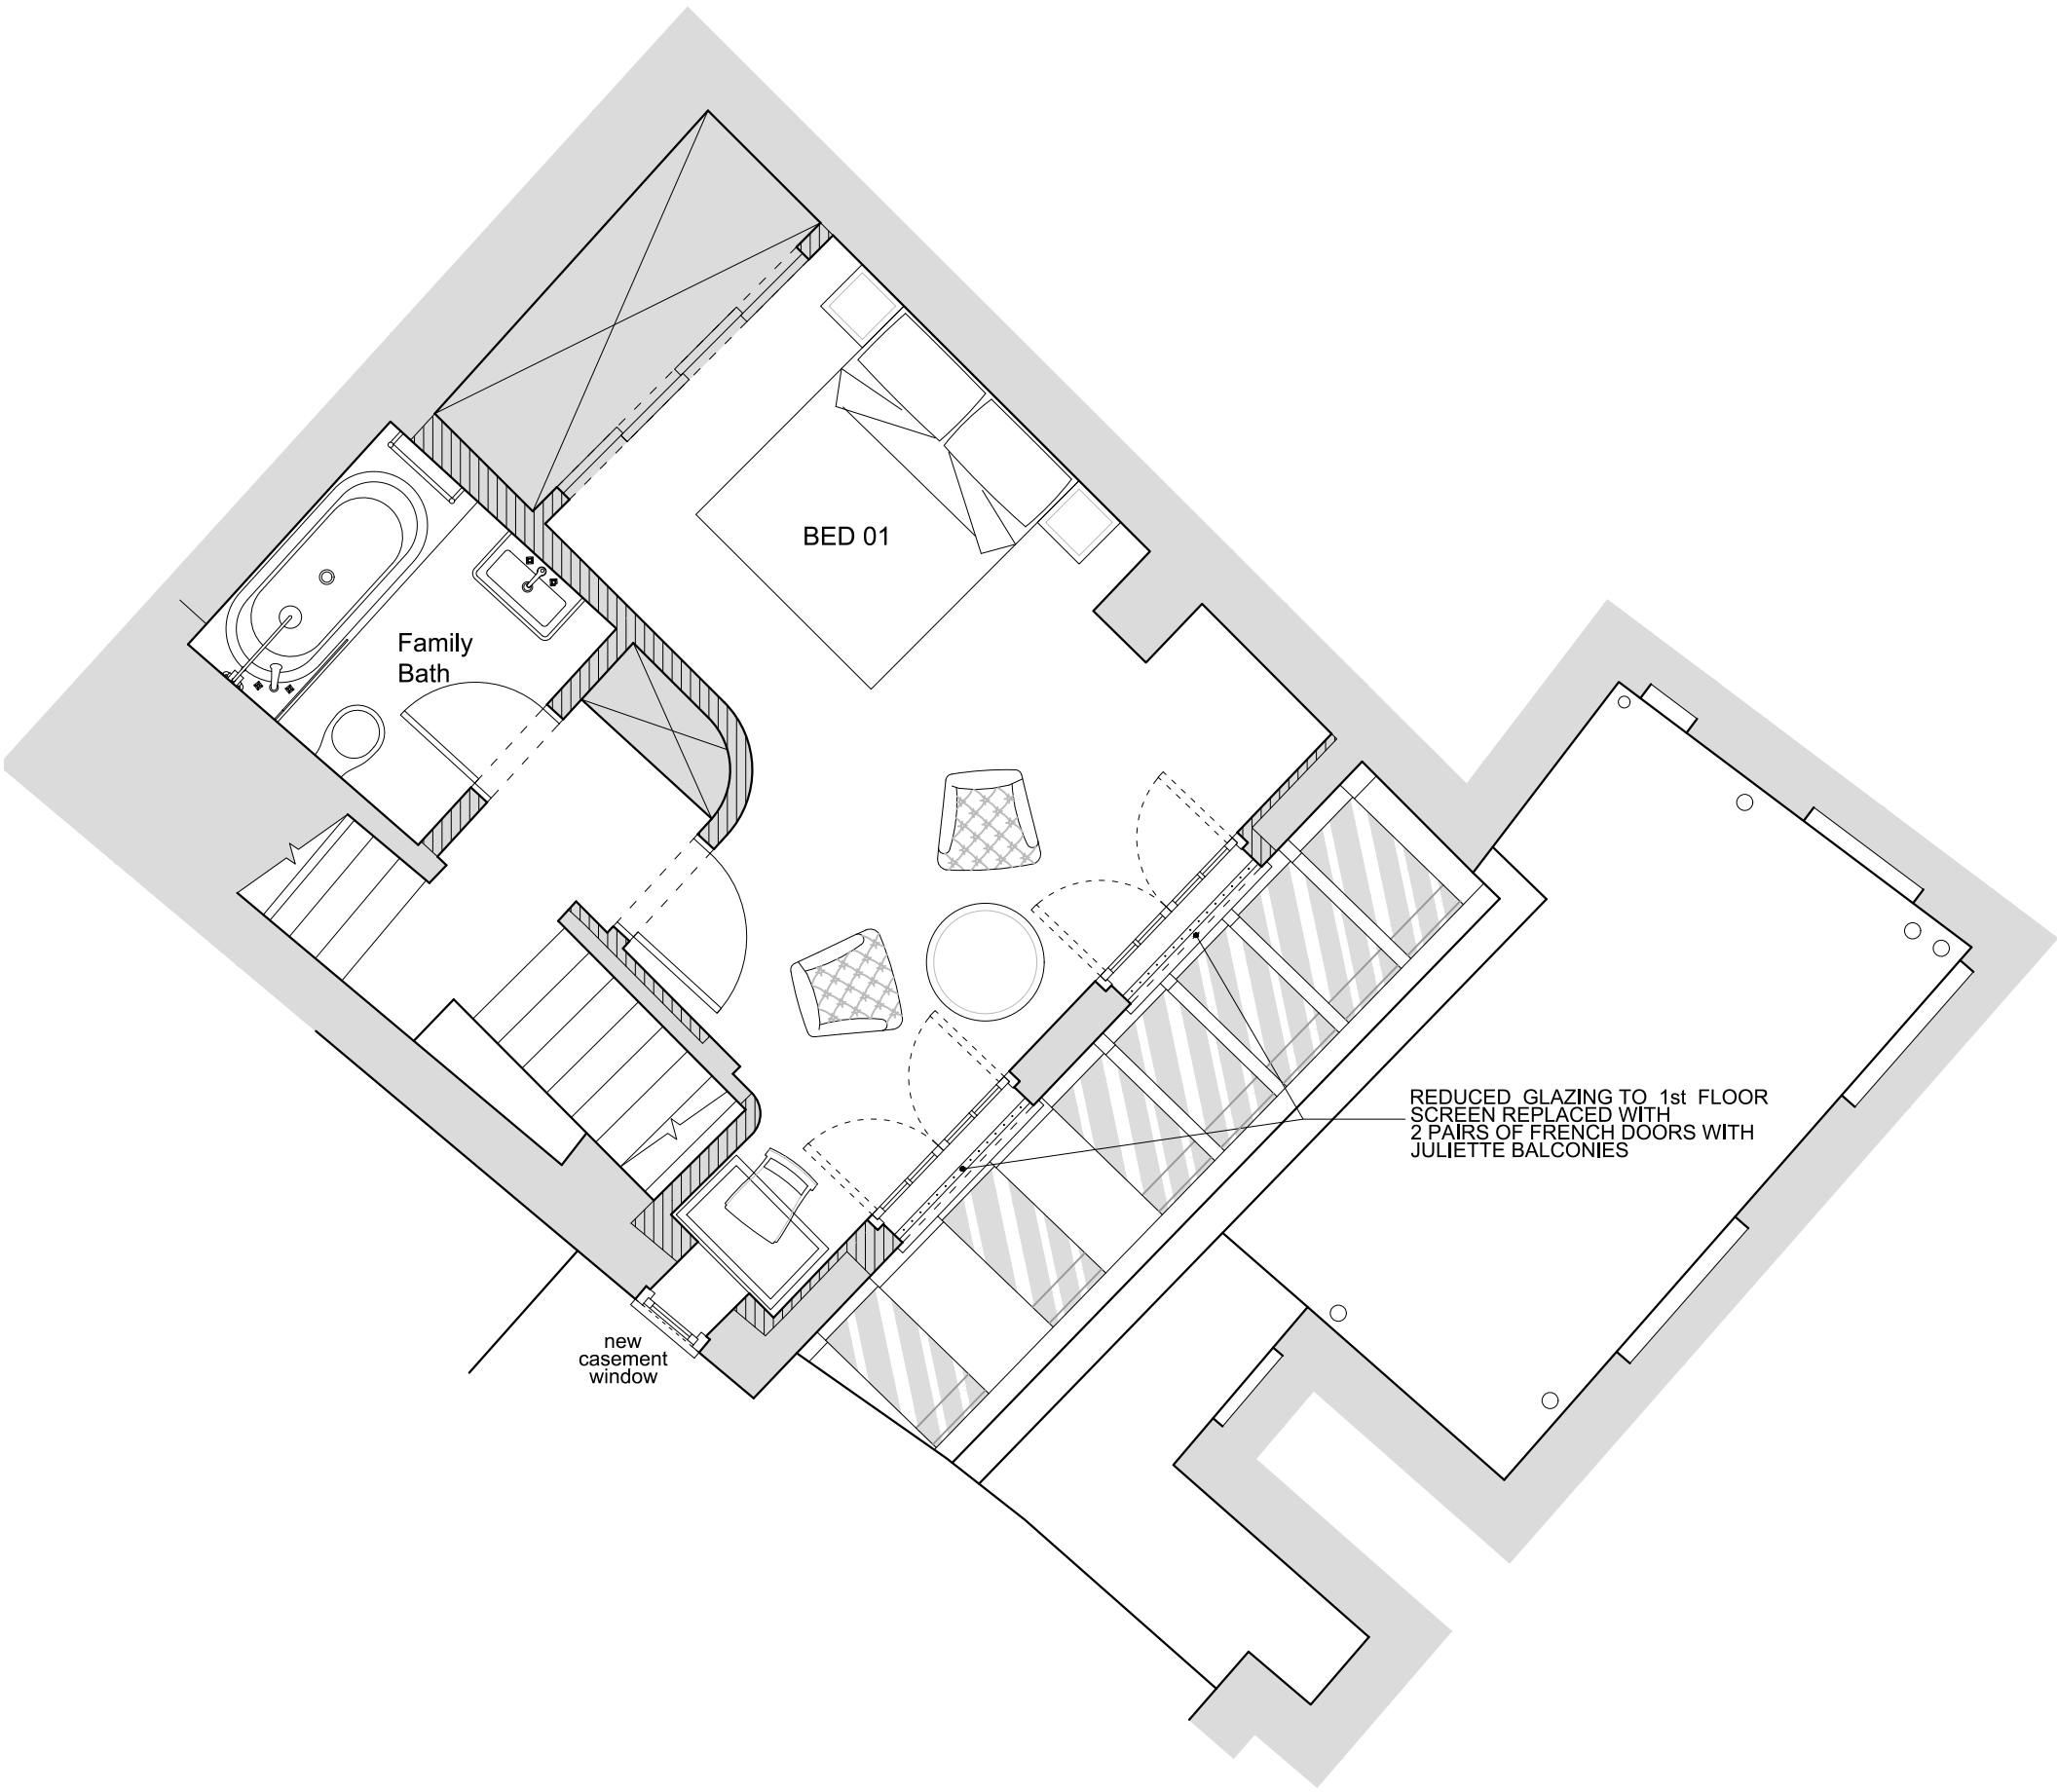 BED 01
Family
Bath
REDUCED GLAZING TO 1st FLOOR
SCREEN REPLACED WITH
2 PAIRS OF FRENCH DOORS WITH
JULIETTE BALCONIES
new
casement
window